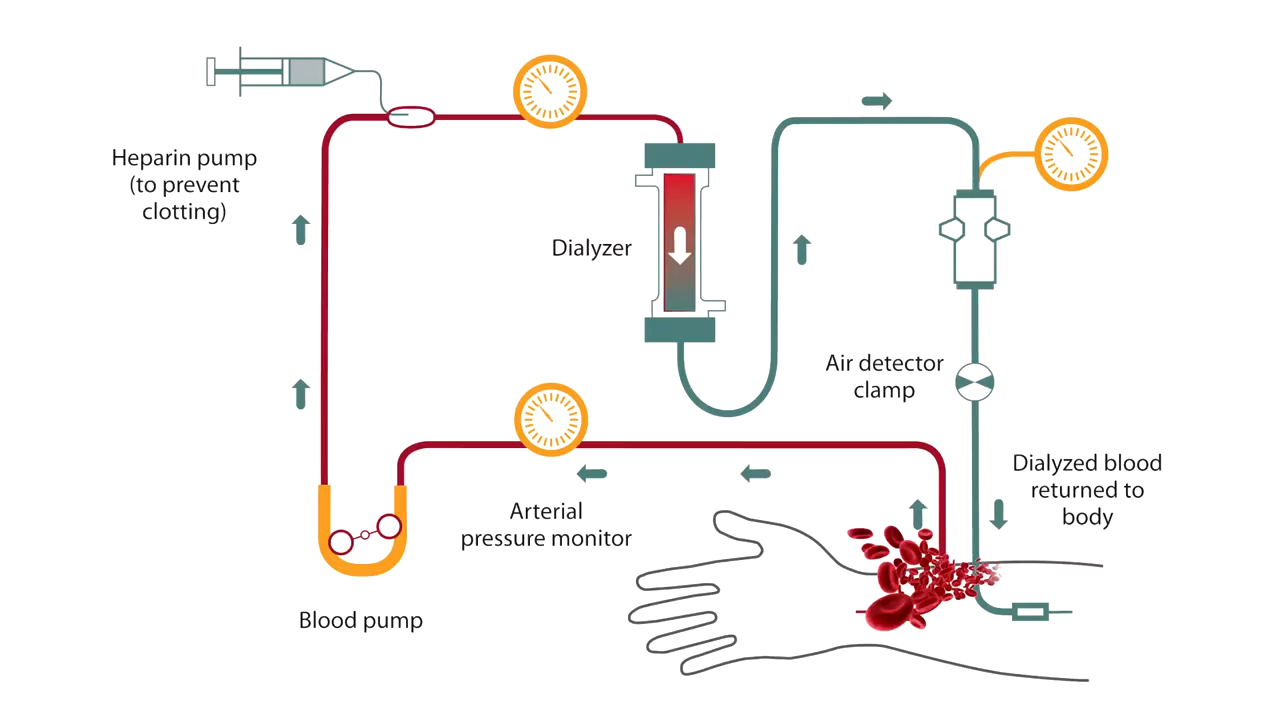 Heparin pump
(to prevent
clotting)
Dialyzer
Air detector
clamp
Dialyzed blood
returned to
body
Arterial
pressure monitor
Blood pump